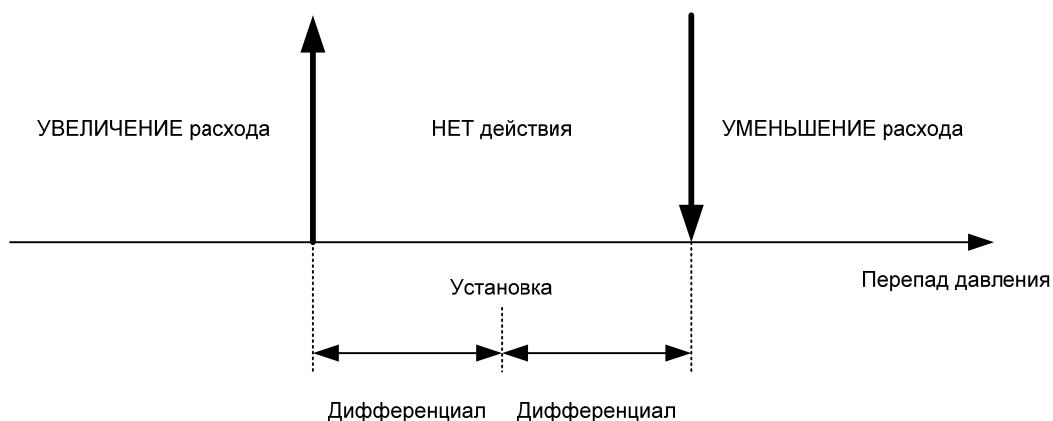 УВЕЛИЧЕНИЕ расхода
НЕТ действия
УМЕНЬШЕНИЕ расхода
Перепад давления
Установка
Дифференциал
Дифференциал